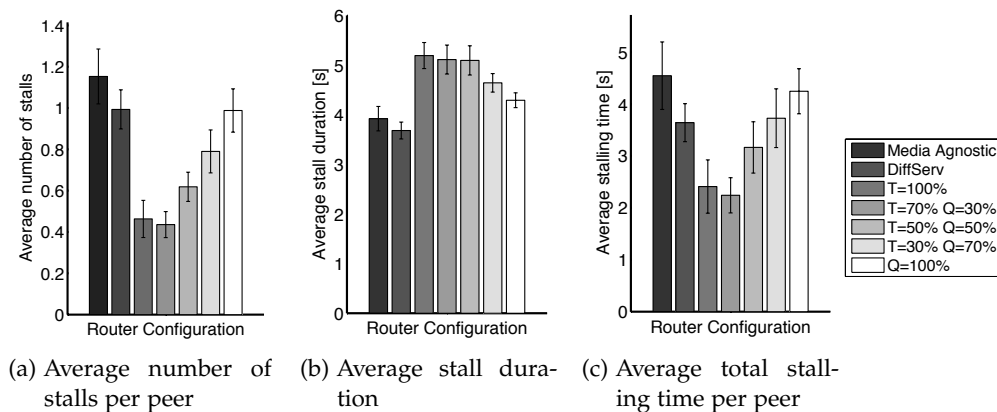 1.4
1.2
1
0.8
0.6
0.4
0.2
0
Average number of stalls
Router Configuration
6
5
4
3
2
1
0
Average stall duration [s]
Router Configuration
5
4
3
2
1
0
Average stalling time [s]
Router Configuration
Media Agnostic
DiffServ
T=100%
T=70% Q=30%
T=50% Q=50%
T=30% Q=70%
Q=100%
(a) Average number of
stalls per peer
(b) Average stall dura-
tion
(c) Average total stall-
ing time per peer